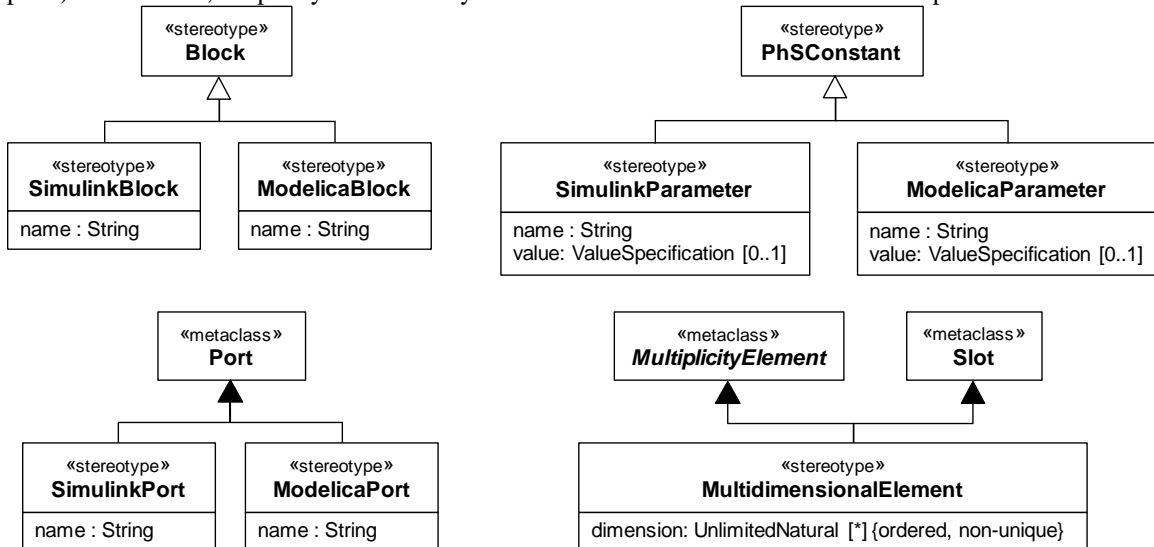 «stereotype»
Block
«stereotype»
PhSConstant
«stereotype»
SimulinkBlock
name : String
«stereotype»
ModelicaBlock
name : String
«stereotype»
SimulinkParameter
name : String
value: ValueSpecification [0..1]
«stereotype»
ModelicaParameter
name : String
value: ValueSpecification [0..1]
«metaclass»
Port
«metaclass»
MultiplicityElement
«metaclass»
Slot
«stereotype»
SimulinkPort
name : String
«stereotype»
ModelicaPort
name : String
«stereotype»
MultidimensionalElement
dimension: UnlimitedNatural [*] {ordered, non-unique}